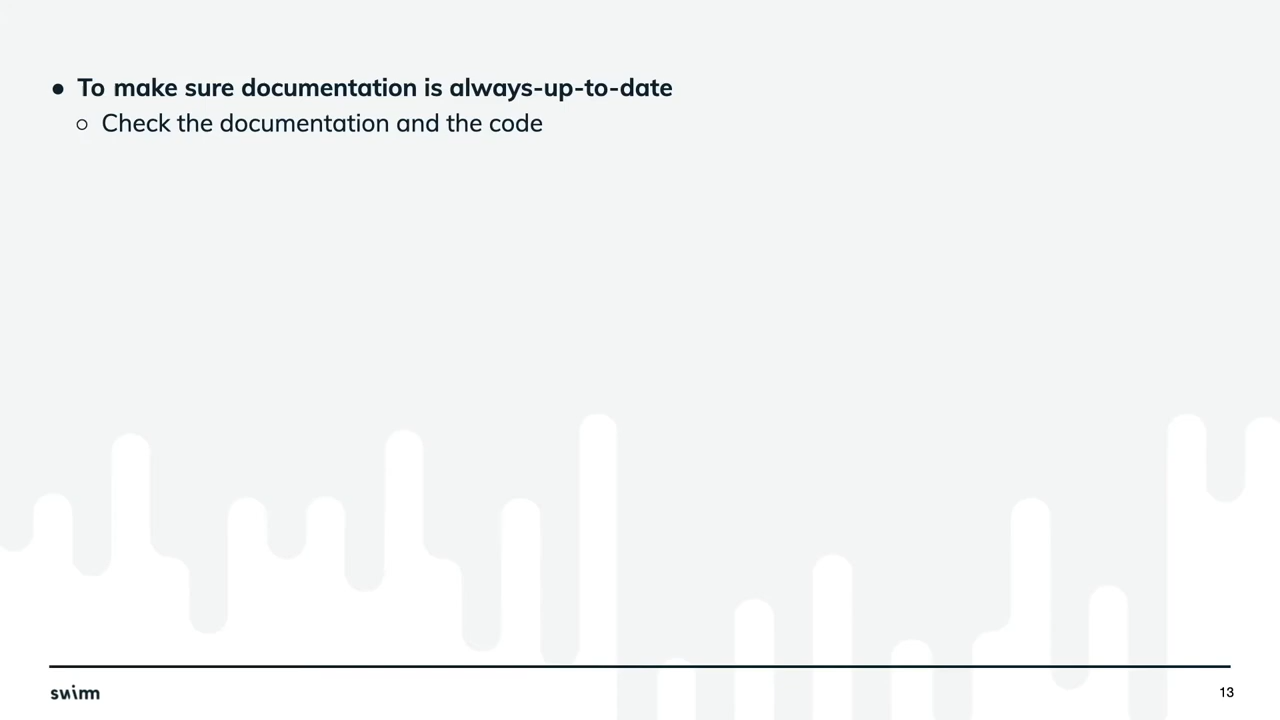 ● To make sure documentation is always-up-to-date
○ Check the documentation and the code
swimm
13